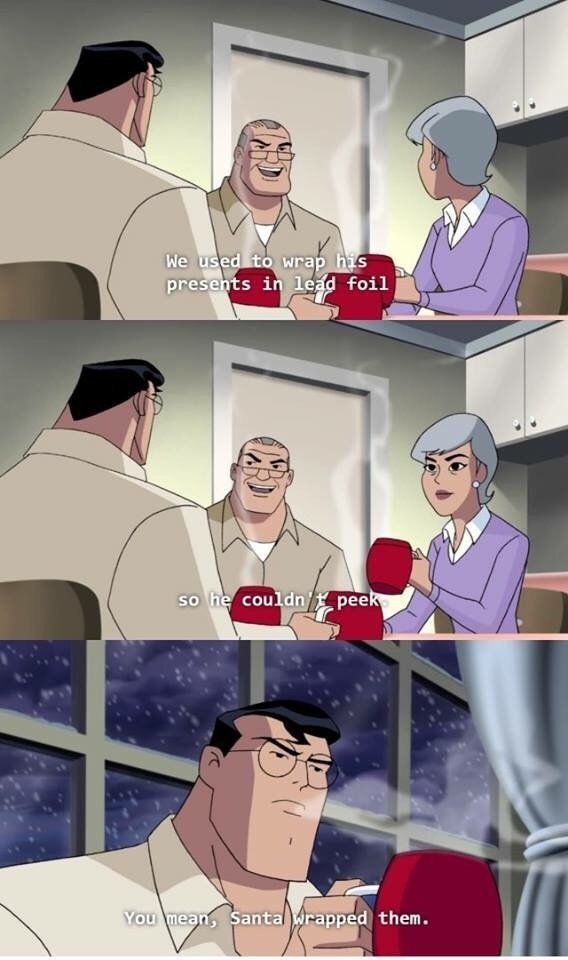 We used to wrap his
presents in lead foil
so he couldn't peek.
You mean, Santa wrapped them.